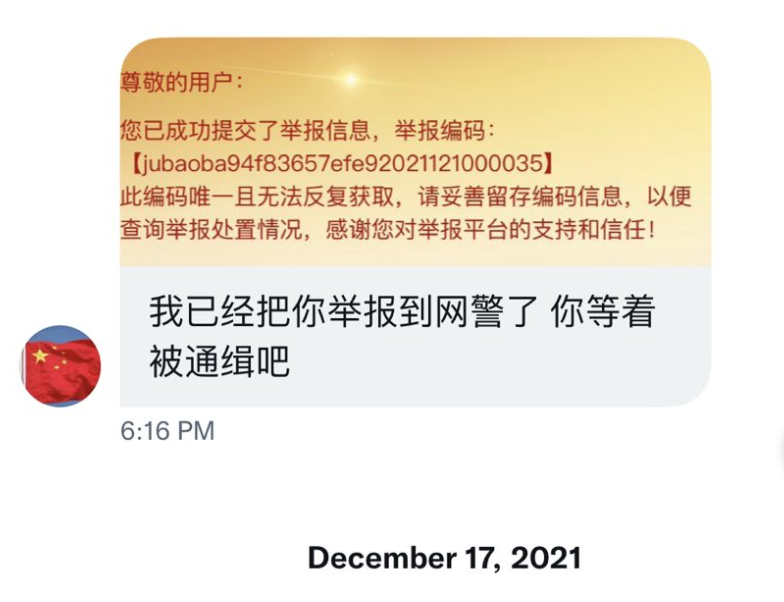 尊敬的用户：
您已成功提交了举报信息，举报编码：
【jubaoba94f83657efe92021121000035】
此编码唯一且无法反复获取，请妥善留存编码信息，以便
查询举报处置情况，感谢您对举报平台的支持和信任！
我已经把你举报到网警了 你等着
被通缉吧
6:16 PM
December 17, 2021